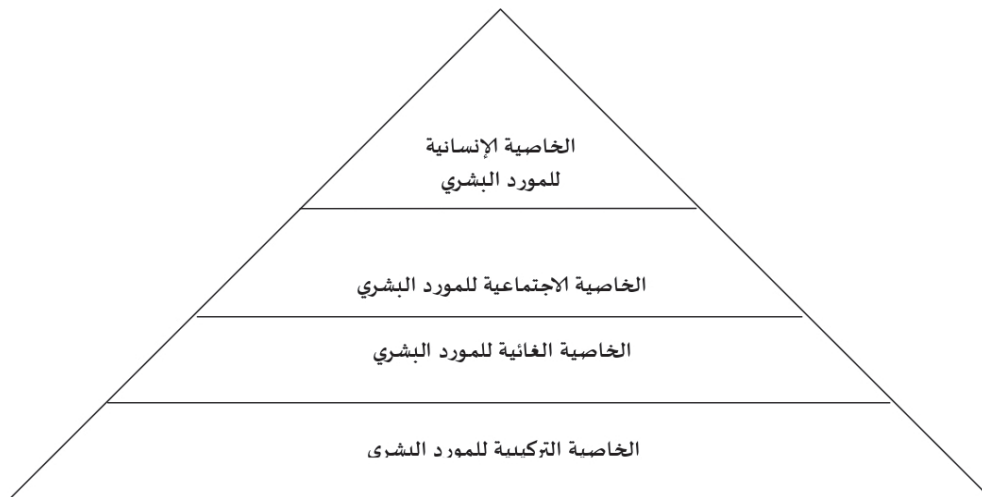 الخاصية الإنسانية
للمورد البشري
الخاصية الاجتماعية للمورد البشري
الخاصية الغائية للمورد البشري
الخاصية التركيبية للمورد البشري